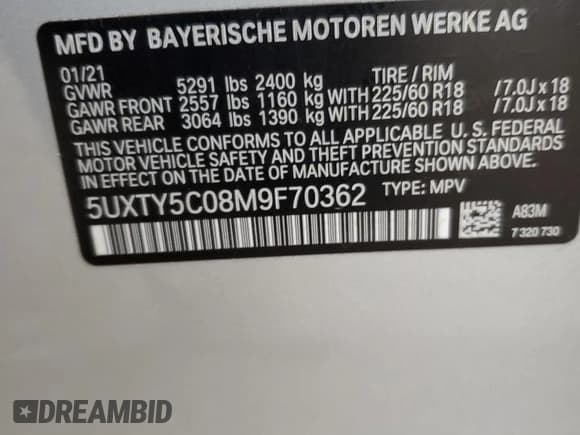 MFD BY BAYERISCHE MOTOREN WERKE AG
01/21 TIRE / RIM
GVWR 5291 lbs 2400 kg
GAWR FRONT 2557 lbs 1160 kg WITH 225/60 R18 / 7.0J x 18
GAWR REAR 3064 lbs 1390 kg WITH 225/60 R18 / 7.0J x 18
THIS VEHICLE CONFORMS TO ALL APPLICABLE U. S. FEDERAL
MOTOR VEHICLE SAFETY AND THEFT PREVENTION STANDARDS
IN EFFECT ON THE DATE OF MANUFACTURE SHOWN ABOVE.
5UXTY5C08M9F70362 TYPE: MPV
A83M
7 320 730
DREAMBID